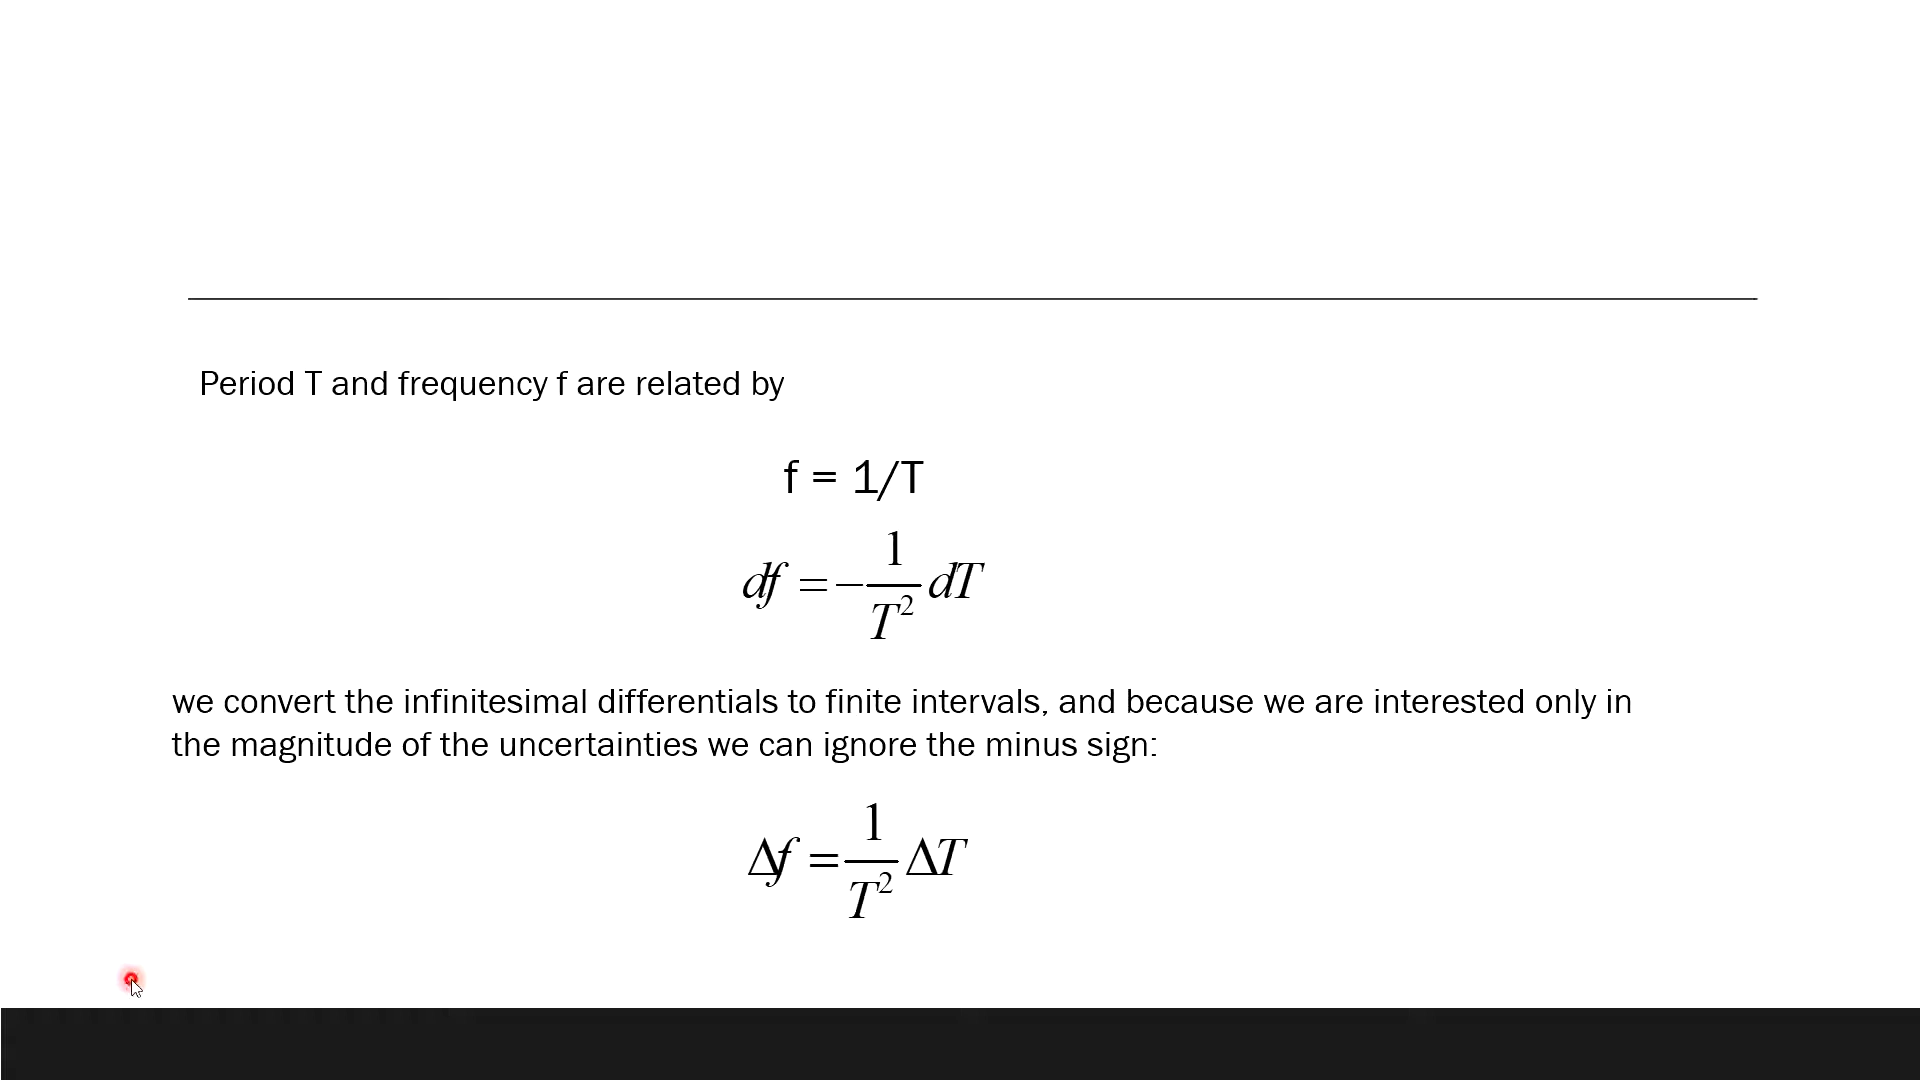 Period T and frequency f are related by
f = 1/T
df = -1/T² dT
we convert the infinitesimal differentials to finite intervals, and because we are interested only in
the magnitude of the uncertainties we can ignore the minus sign:
Δf = 1/T² ΔT